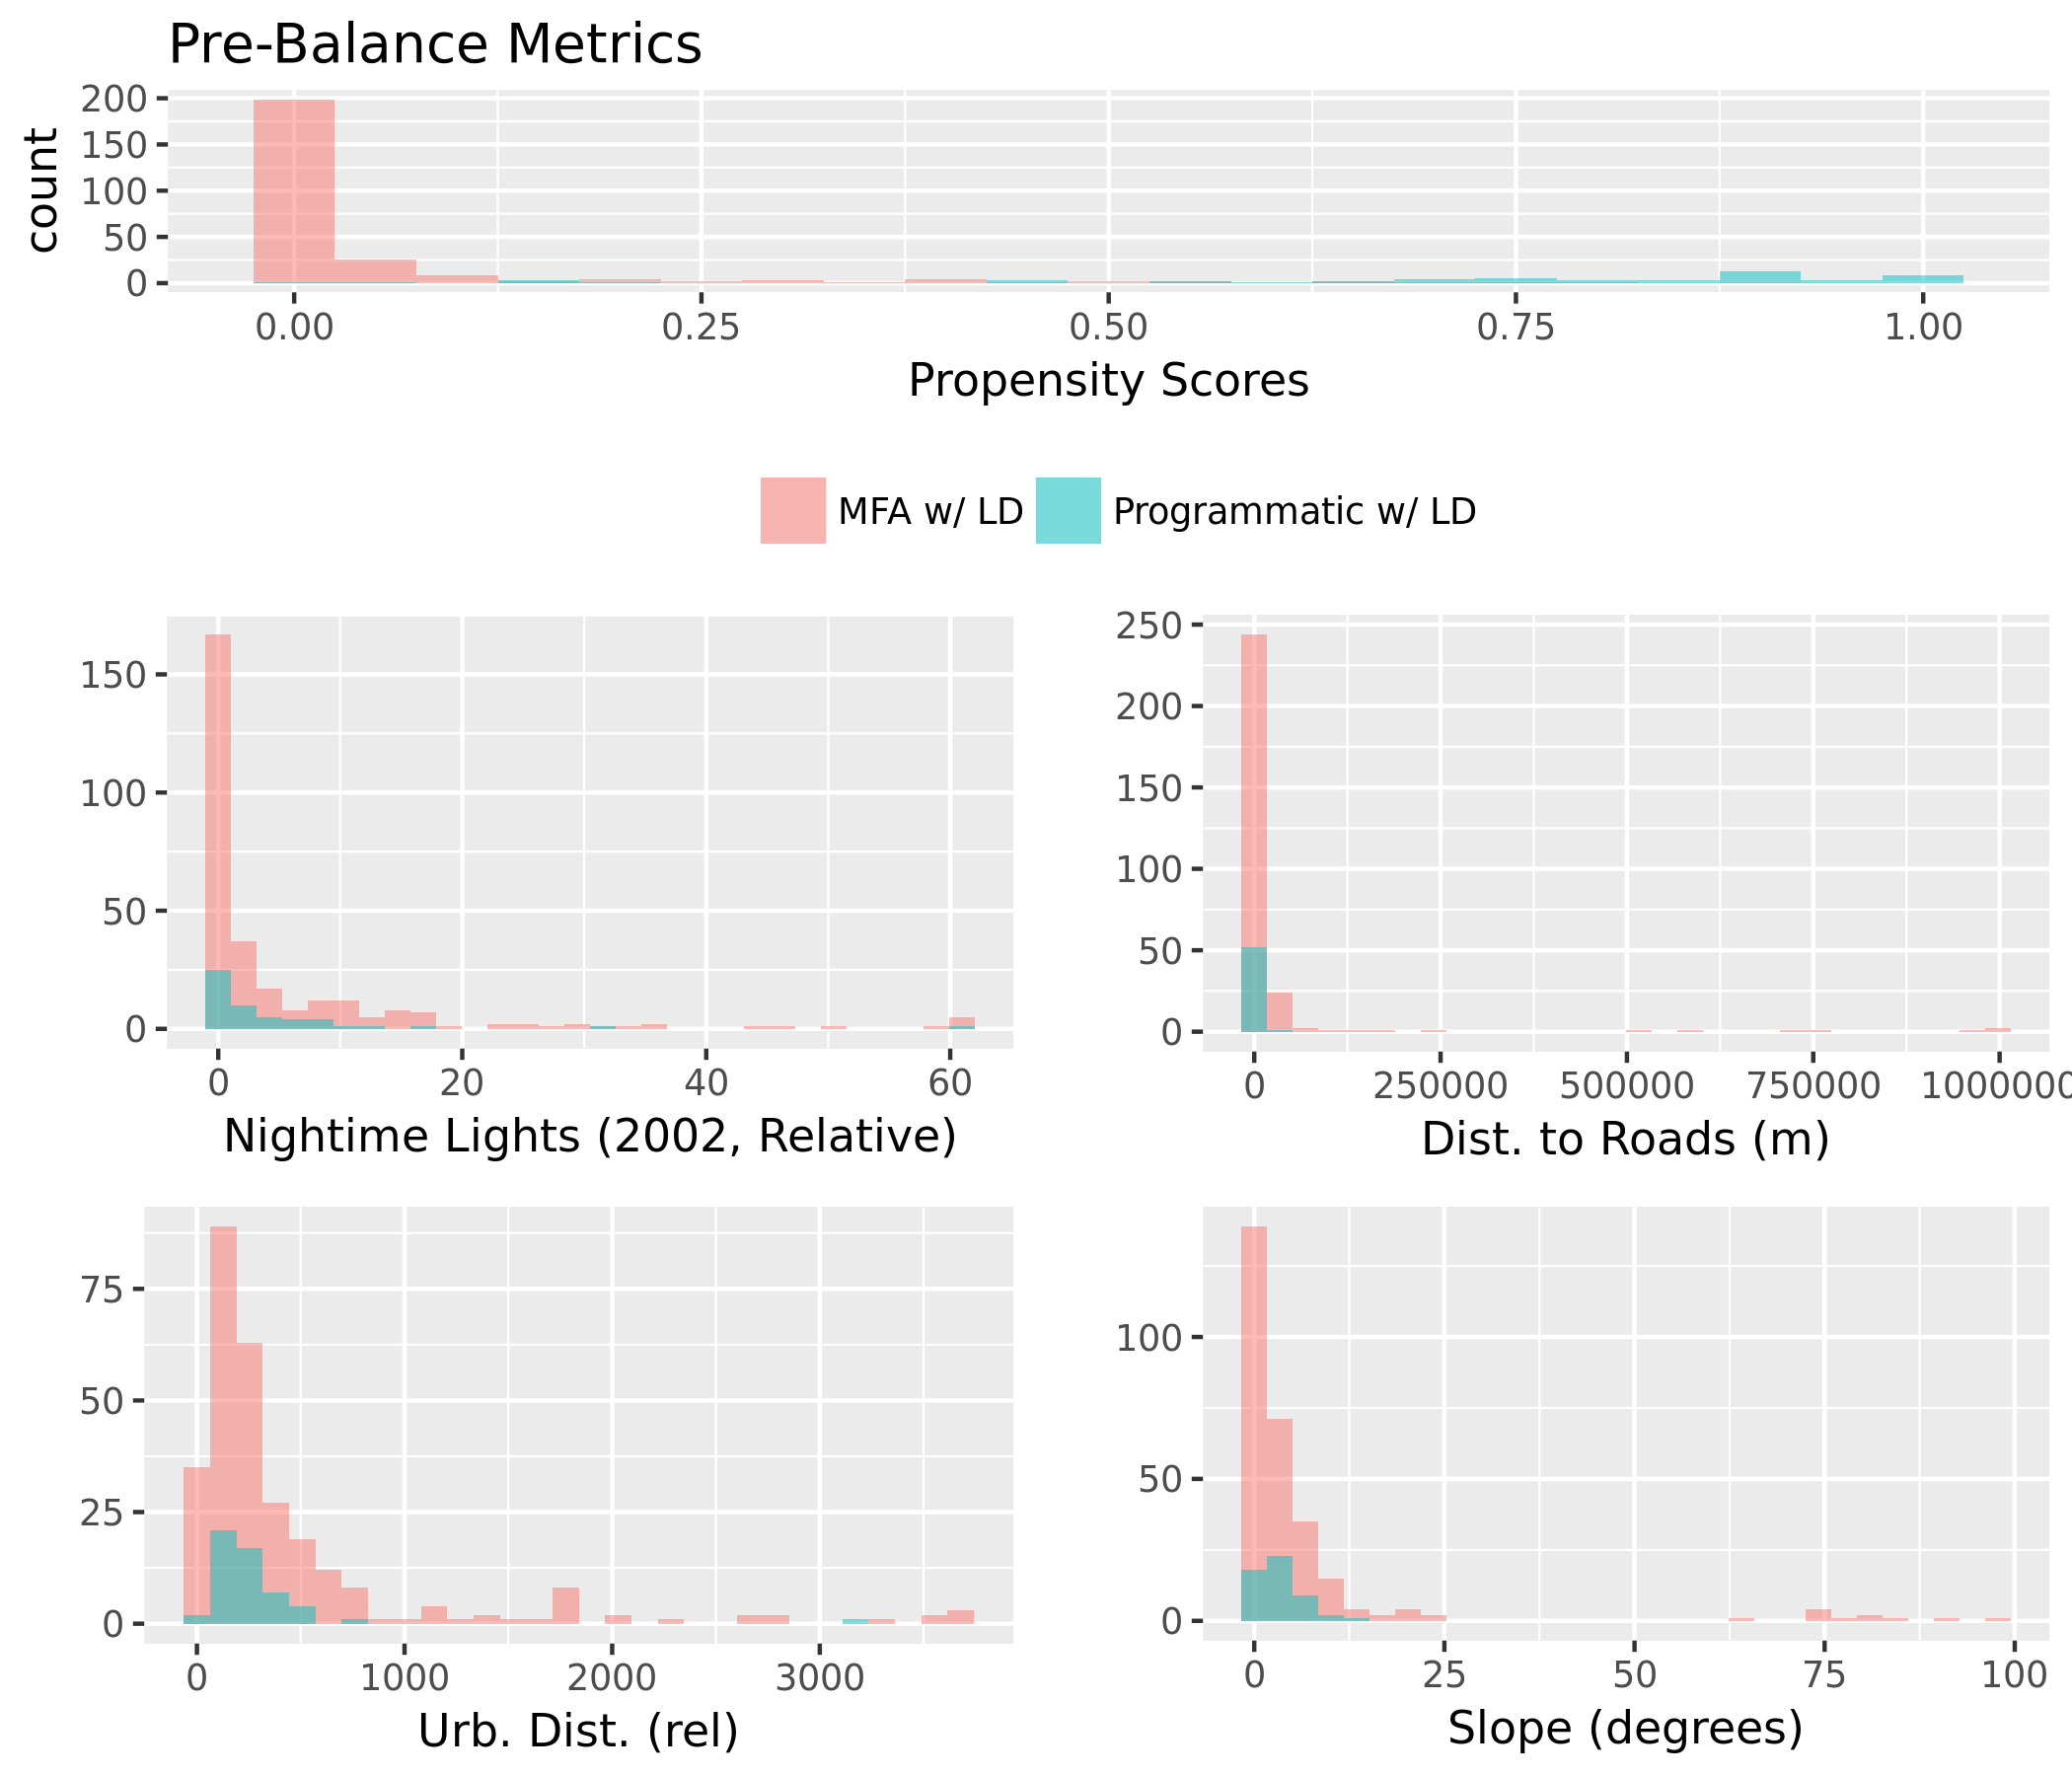 Pre-Balance Metrics
count
200
150
100
50
0
0.00 0.25 0.50 0.75 1.00
Propensity Scores
MFA w/ LD Programmatic w/ LD
150
100
50
0
0 20 40 60
Nightime Lights (2002, Relative)
250
200
150
100
50
0
0 250000 500000 750000 1000000
Dist. to Roads (m)
75
50
25
0
0 1000 2000 3000
Urb. Dist. (rel)
100
50
0
0 25 50 75 100
Slope (degrees)